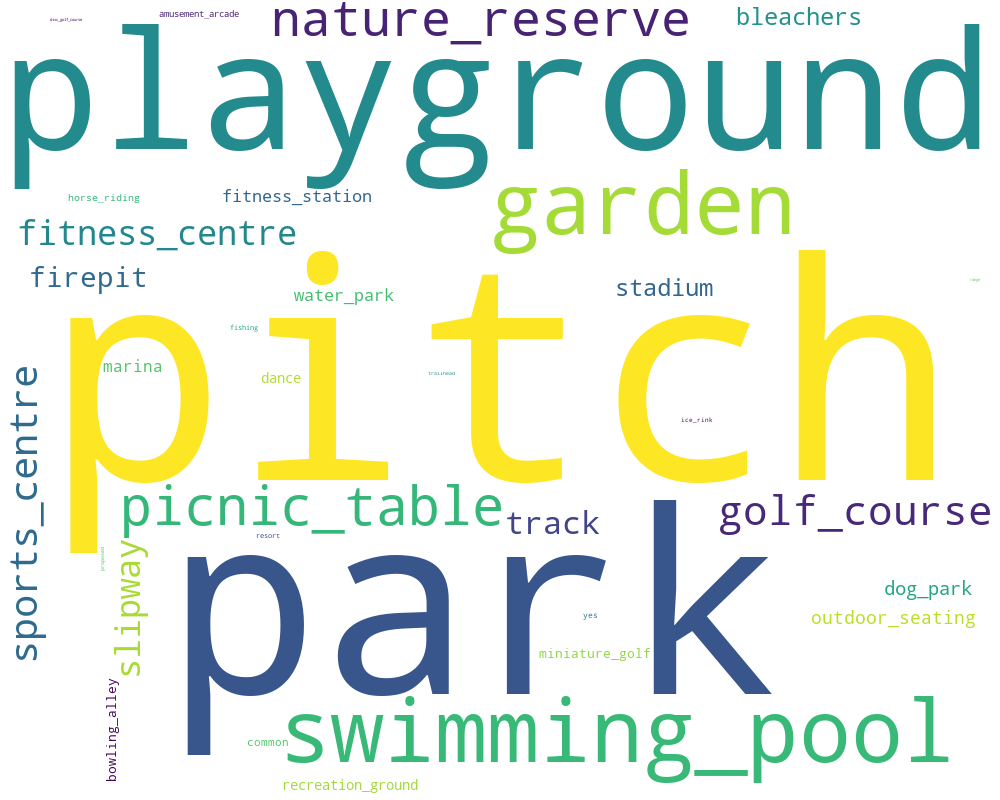 disc_golf_course
amusement_arcade
nature_reserve
bleachers
playground
horse_riding
fitness_station
garden
fitness_centre
firepit
water_park
stadium
pitch
fishing
marina
dance
trailhead
ice_rink
sports_centre
picnic_table
track
golf_course
resort
slipway
park
dog_park
yes
outdoor_seating
miniature_golf
bowling_alley
common
swimming_pool
recreation_ground